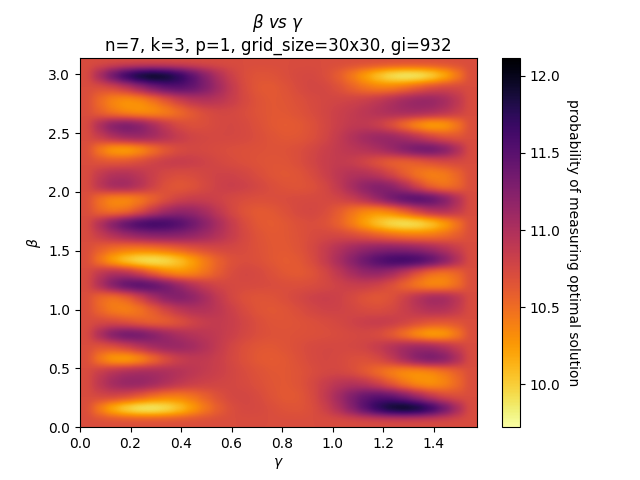 β vs γ
n=7, k=3, p=1, grid_size=30x30, gi=932
3.0
2.5
2.0
1.5
1.0
0.5
0.0
β
0.0 0.2 0.4 0.6 0.8 1.0 1.2 1.4
γ
12.0
11.5
11.0
10.5
10.0
probability of measuring optimal solution